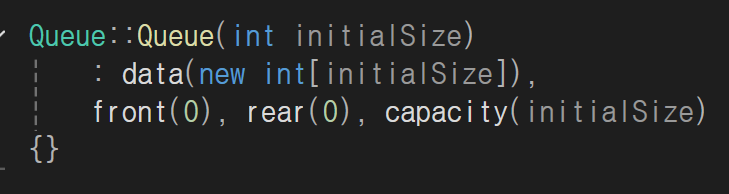 Queue::Queue(int initialSize)
: data(new int[initialSize]),
front(0), rear(0), capacity(initialSize)
{}